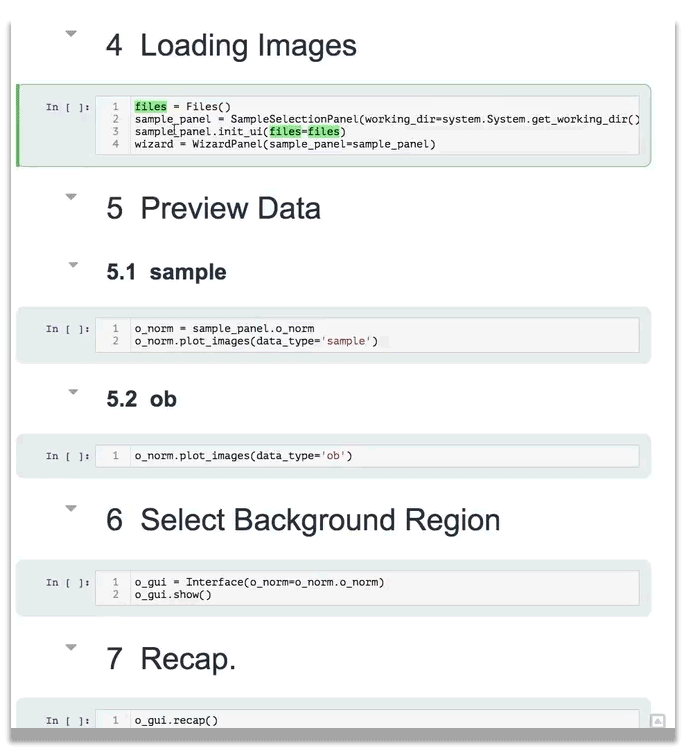 4 Loading Images
In [ ]:
1 files = Files()
2 sample_panel = SampleSelectionPanel(working_dir=system.System.get_working_dir()
3 sample_panel.init_ui(files=files)
4 wizard = WizardPanel(sample_panel=sample_panel)
5 Preview Data
5.1 sample
In [ ]:
1 o_norm = sample_panel.o_norm
2 o_norm.plot_images(data_type='sample')
5.2 ob
In [ ]:
1 o_norm.plot_images(data_type='ob')
6 Select Background Region
In [ ]:
1 o_gui = Interface(o_norm=o_norm.o_norm)
2 o_gui.show()
7 Recap.
In [ ]:
1 o_gui.recap()